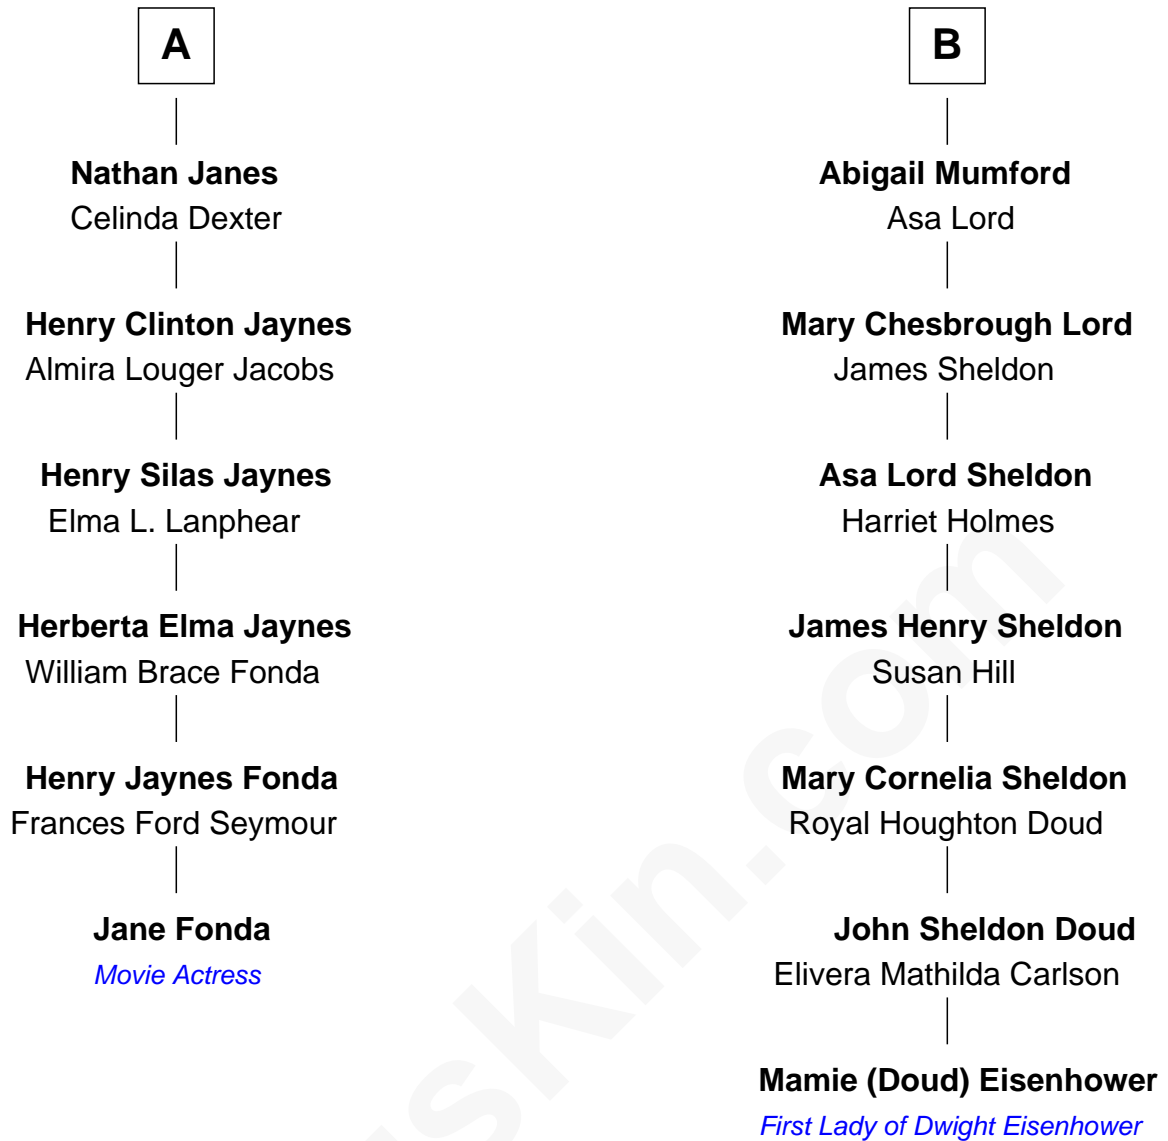 A
Nathan Janes
Celinda Dexter
Henry Clinton Jaynes
Almira Louger Jacobs
Henry Silas Jaynes
Elma L. Lanphear
Herberta Elma Jaynes
William Brace Fonda
Henry Jaynes Fonda
Frances Ford Seymour
Jane Fonda
Movie Actress
B
Abigail Mumford
Asa Lord
Mary Chesbrough Lord
James Sheldon
Asa Lord Sheldon
Harriet Holmes
James Henry Sheldon
Susan Hill
Mary Cornelia Sheldon
Royal Houghton Doud
John Sheldon Doud
Elivera Mathilda Carlson
Mamie (Doud) Eisenhower
First Lady of Dwight Eisenhower